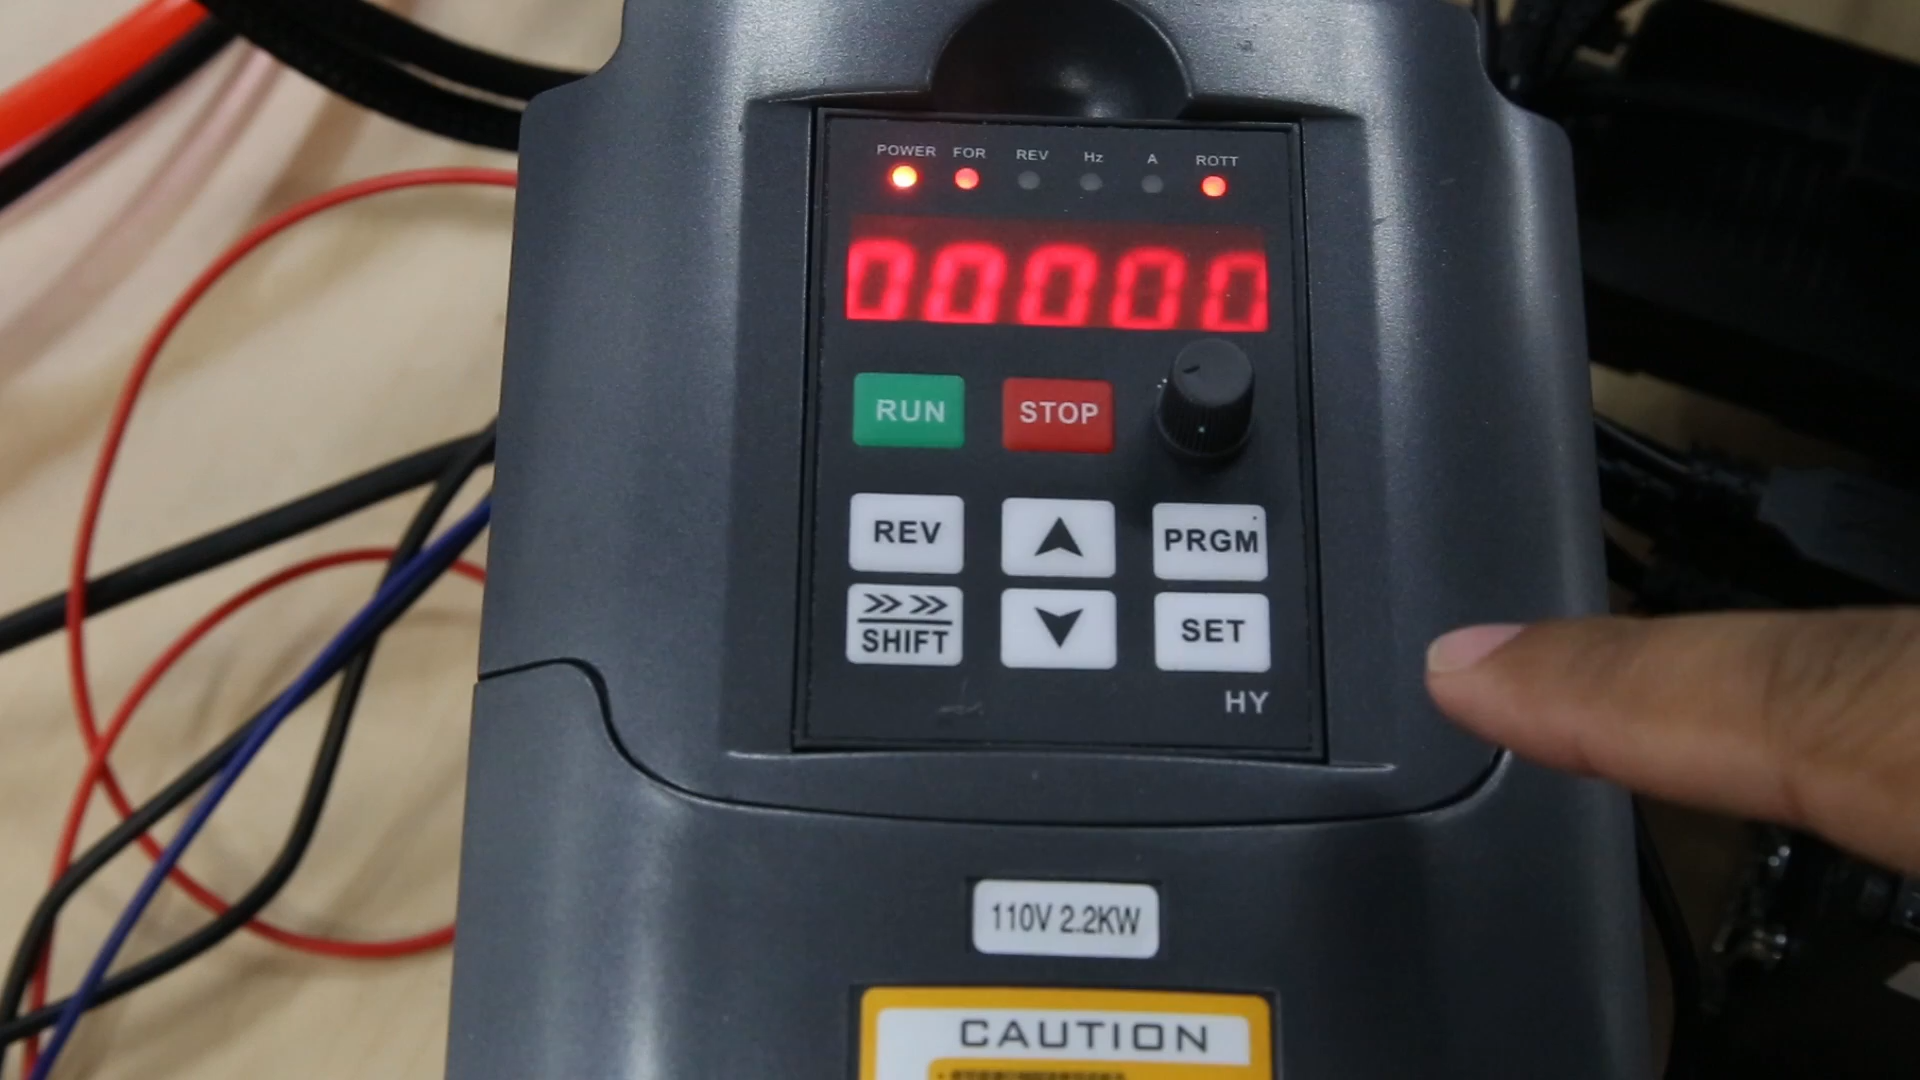 POWER FOR REV Hz A ROTT
00000
RUN STOP
REV PRGM
SHIFT SET
HY
110V 2.2KW
CAUTION